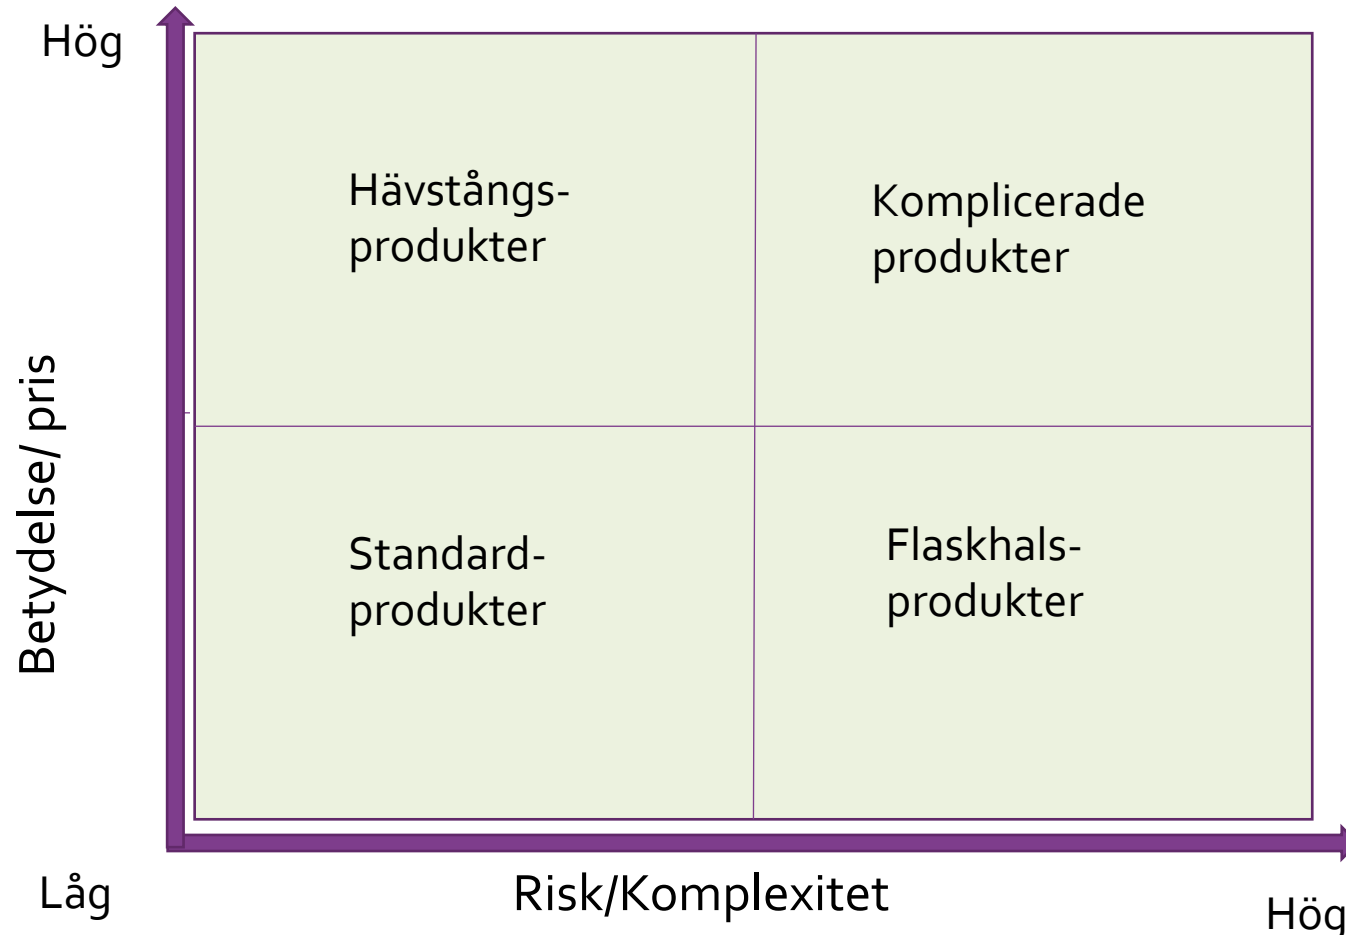 Hög
Hävstångs-
produkter
Komplicerade
produkter
Betydelse/ pris
Standard-
produkter
Flaskhals-
produkter
Låg
Risk/Komplexitet
Hög